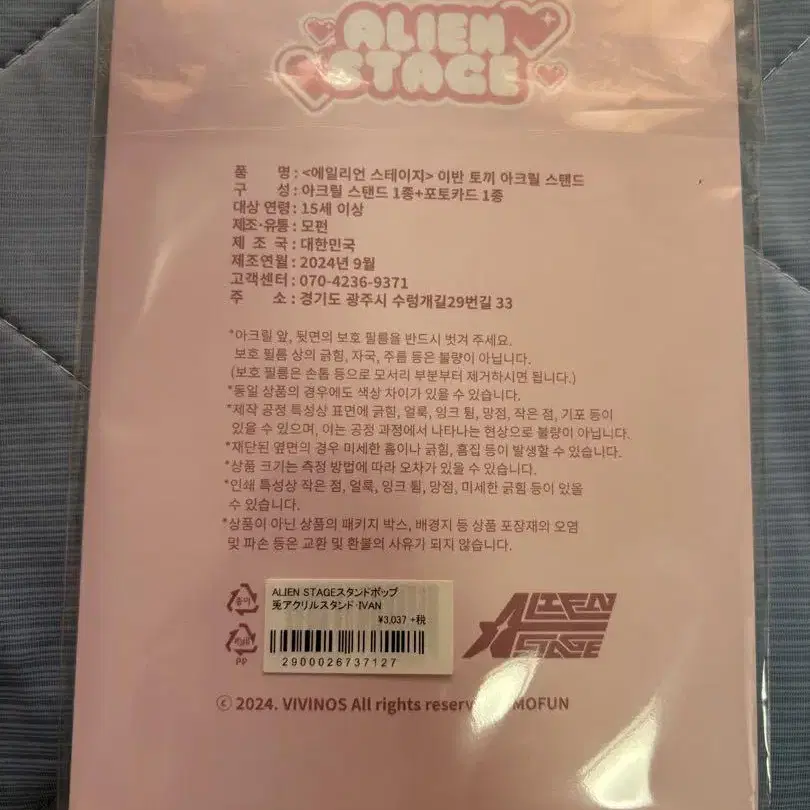 ALIEN
STAGE
품 명 : <에일리언 스테이지> 이반 토끼 아크릴 스탠드
구 성 : 아크릴 스탠드 1종+포토카드 1종
대상 연령 : 15세 이상
제조·유통 : 모펀
제 조 국 : 대한민국
제조연월 : 2024년 9월
고객센터 : 070-4236-9371
주 소 : 경기도 광주시 수렁개길29번길 33
*아크릴 앞, 뒷면의 보호 필름을 반드시 벗겨 주세요.
보호 필름 상의 긁힘, 자국, 주름 등은 불량이 아닙니다.
(보호 필름은 손톱 등으로 모서리 부분부터 제거하시면 됩니다.)
*동일 상품의 경우에도 색상 차이가 있을 수 있습니다.
*제작 공정 특성상 표면에 긁힘, 얼룩, 잉크 튐, 망점, 작은 점, 기포 등이
있을 수 있으며, 이는 공정 과정에서 나타나는 현상으로 불량이 아닙니다.
*재단된 옆면의 경우 미세한 홈이나 긁힘, 흠집 등이 발생할 수 있습니다.
*상품 크기는 측정 방법에 따라 오차가 있을 수 있습니다.
*인쇄 특성상 작은 점, 얼룩, 잉크 튐, 망점, 미세한 긁힘 등이 있을
수 있습니다.
*상품이 아닌 상품의 패키지 박스, 배경지 등 상품 포장재의 오염
및 파손 등은 교환 및 환불의 사유가 되지 않습니다.
종이
PP
ALIEN STAGEスタンドポップ
兎アクリルスタンド·IVAN
¥3,037 +税
2900026737127
ALIEN
STAGE
© 2024. VIVINOS All rights reserv MOFUN